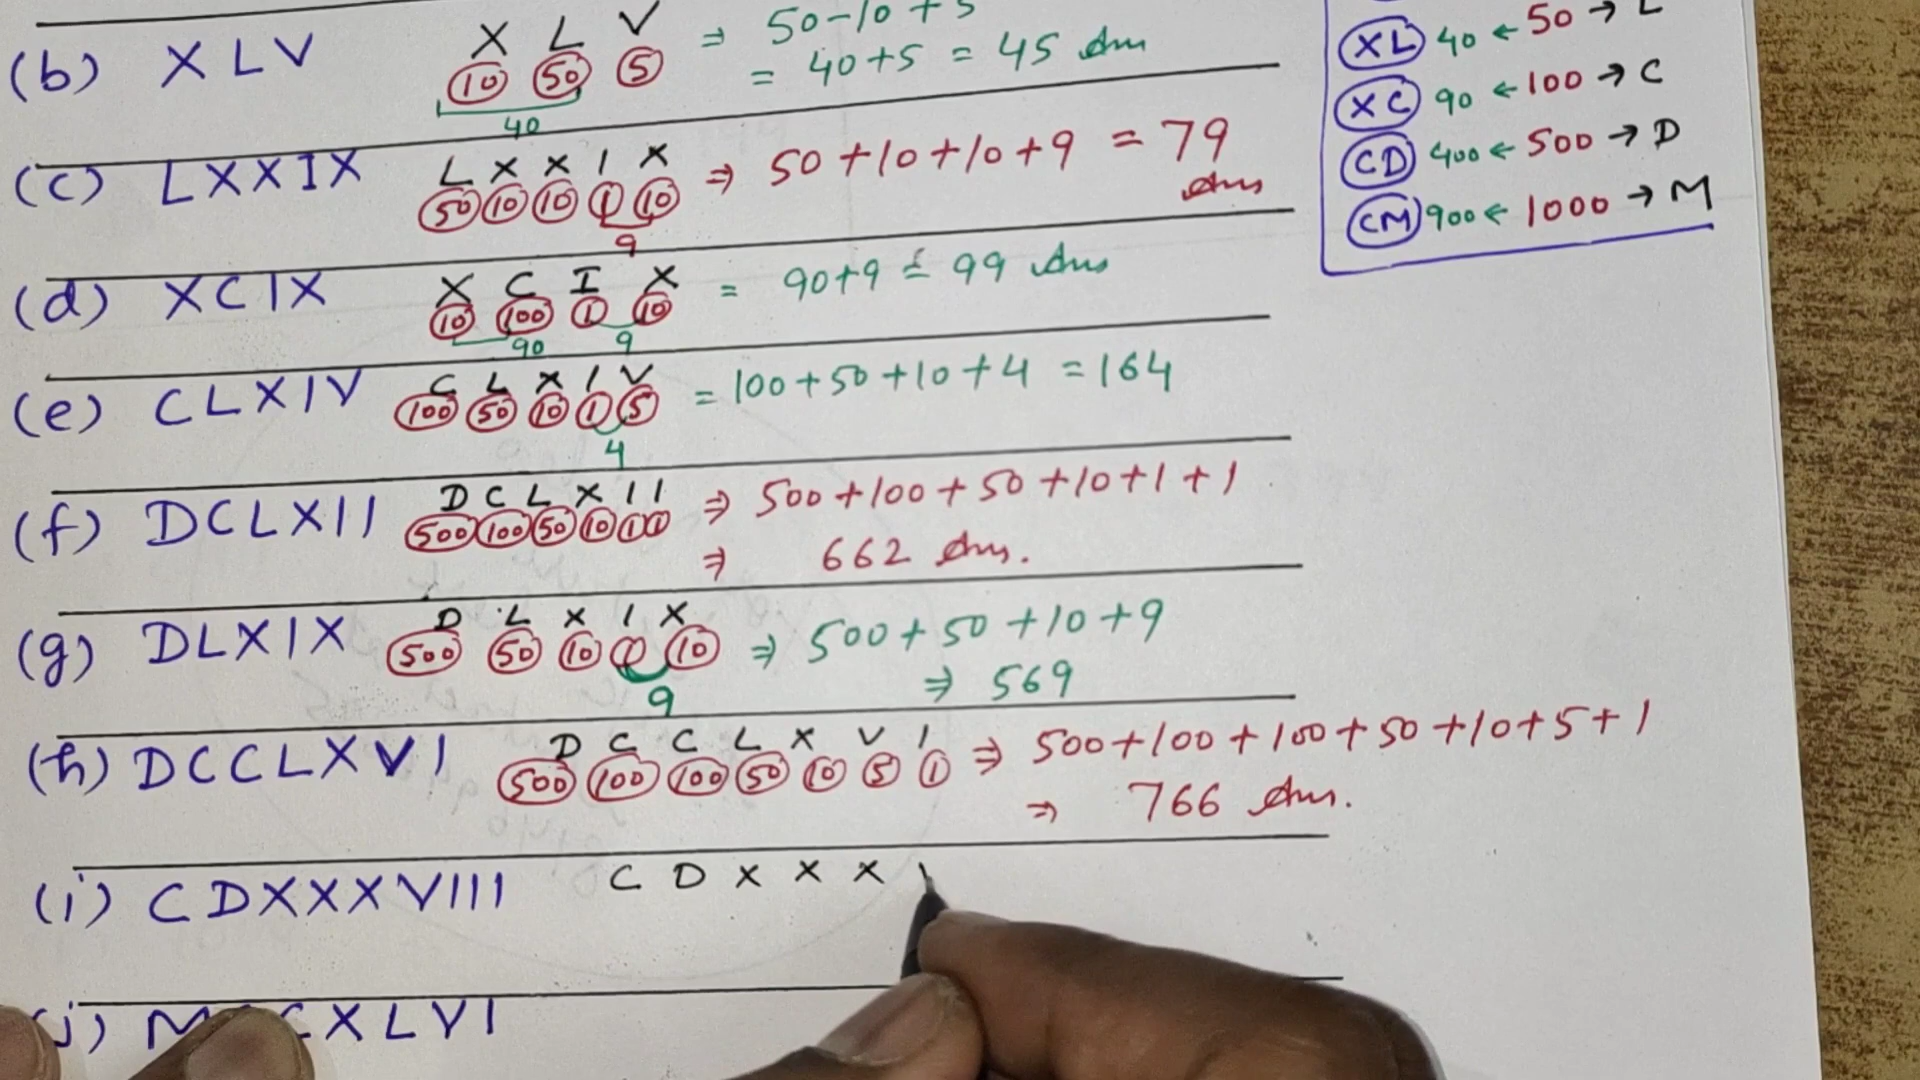 (b) XLV X L V ⇒ 50-10+5
10 50 5 = 40+5 = 45 Ans
40
(c) LXXIX L X X I X ⇒ 50+10+10+9 = 79
50 10 10 1 10 Ans
9
(d) XCIX X C I X = 90+9 = 99 Ans
10 100 1 10
90 9
(e) CLXIV C L X I V = 100+50+10+4 = 164
100 50 10 1 5
4
(f) DCLXII D C L X I I ⇒ 500+100+50+10+1+1
500 100 50 10 1 1
⇒ 662 Ans.
(g) DLXIX D L X I X ⇒ 500+50+10+9
500 50 10 1 10
9 ⇒ 569
(h) DCCLXVI D C C L X V I ⇒ 500+100+100+50+10+5+1
500 100 100 50 10 5 1
⇒ 766 Ans.
(i) CDXXXVIII C D X X X
(j) M CXLVI
XL 40 ← 50 → L
XC 90 ← 100 → C
CD 400 ← 500 → D
CM 900 ← 1000 → M